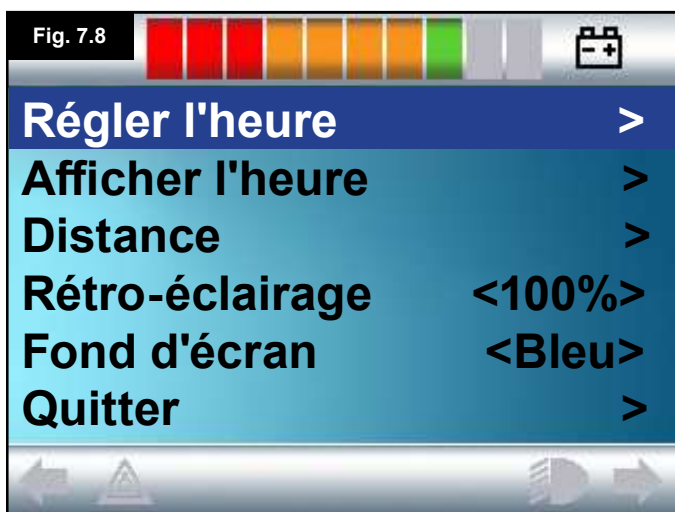 Fig. 7.8
Régler l'heure >
Afficher l'heure >
Distance >
Rétro-éclairage <100%>
Fond d'écran <Bleu>
Quitter >